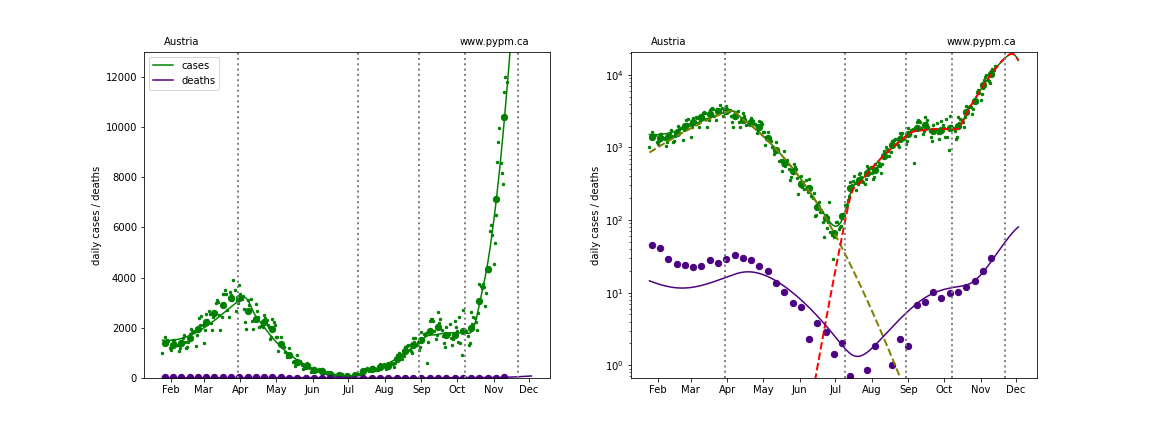 Austria www.pypm.ca
cases
deaths
daily cases / deaths
12000
10000
8000
6000
4000
2000
0
Feb Mar Apr May Jun Jul Aug Sep Oct Nov Dec
Austria www.pypm.ca
daily cases / deaths
10⁴
10³
10²
10¹
10⁰
Feb Mar Apr May Jun Jul Aug Sep Oct Nov Dec